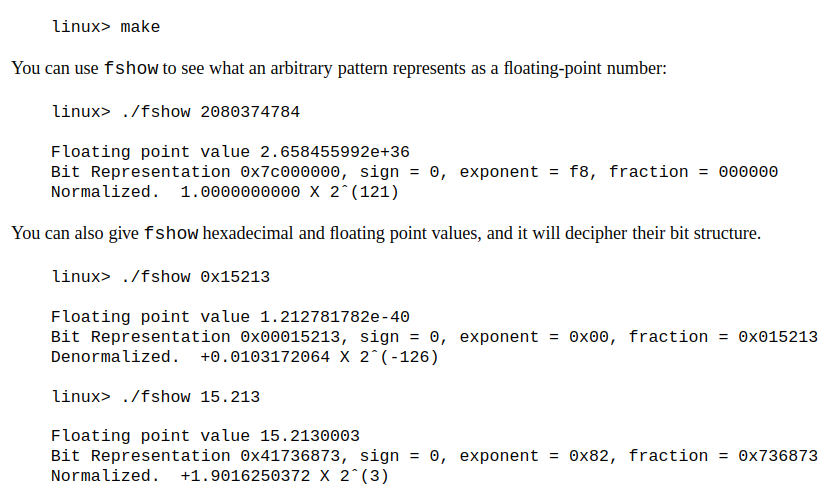 linux> make
You can use fshow to see what an arbitrary pattern represents as a floating-point number:
linux> ./fshow 2080374784
Floating point value 2.658455992e+36
Bit Representation 0x7c000000, sign = 0, exponent = f8, fraction = 000000
Normalized.  1.0000000000 X 2^(121)
You can also give fshow hexadecimal and floating point values, and it will decipher their bit structure.
linux> ./fshow 0x15213
Floating point value 1.212781782e-40
Bit Representation 0x00015213, sign = 0, exponent = 0x00, fraction = 0x015213
Denormalized.  +0.0103172064 X 2^(-126)
linux> ./fshow 15.213
Floating point value 15.2130003
Bit Representation 0x41736873, sign = 0, exponent = 0x82, fraction = 0x736873
Normalized.  +1.9016250372 X 2^(3)